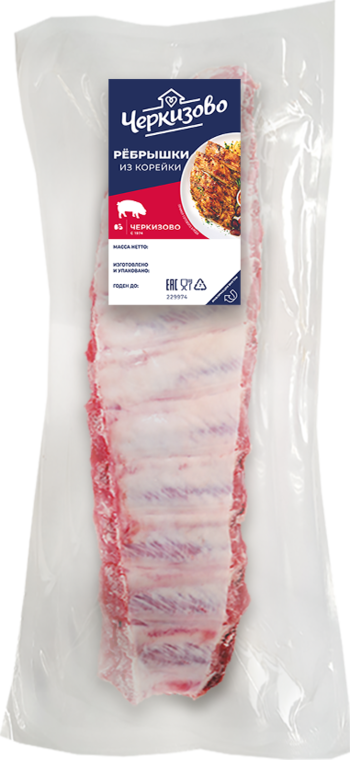 Черкизово
РЁБРЫШКИ
ИЗ КОРЕЙКИ
ЧЕРКИЗОВО
С 1974
МАССА НЕТТО:
ИЗГОТОВЛЕНО
И УПАКОВАНО:
ГОДЕН ДО:
EAC
229974